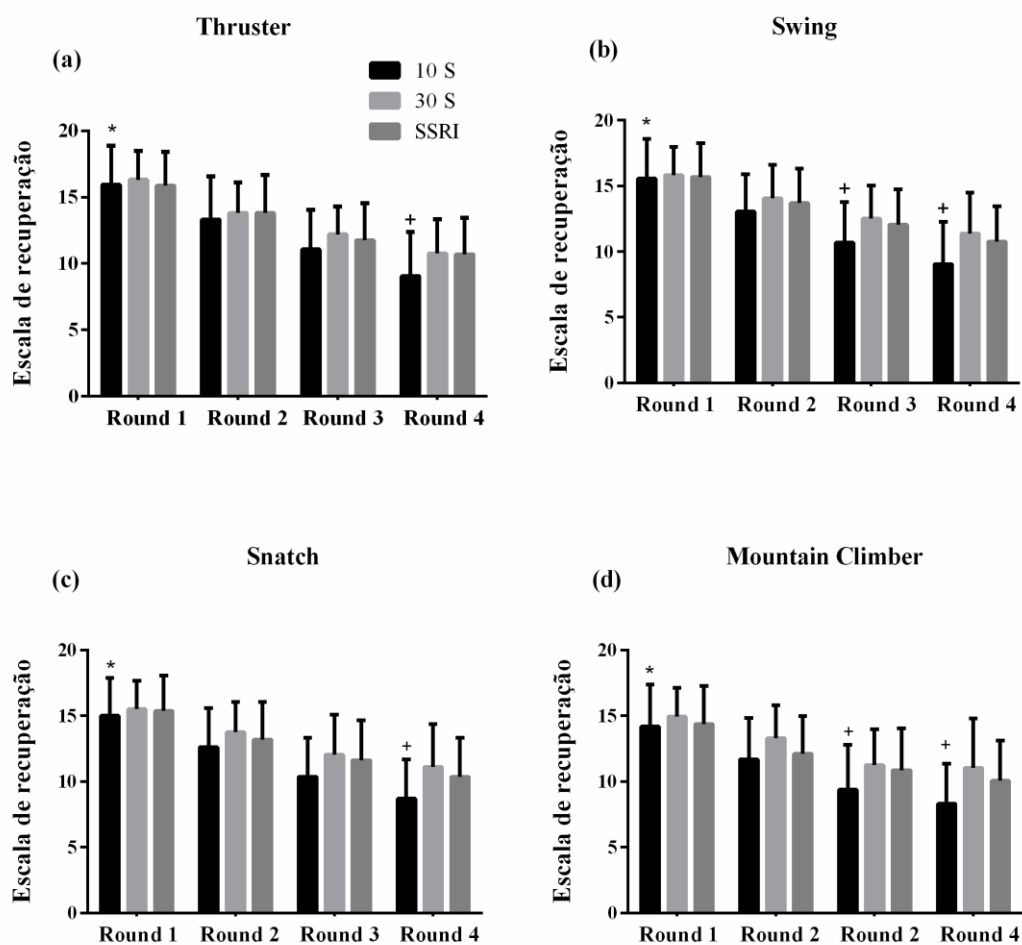 Thruster
(a)
10 S
30 S
SSRI
Escala de recuperação
20
15
10
5
0
*
+
Round 1 Round 2 Round 3 Round 4
Swing
(b)
Escala de recuperação
20
15
10
5
0
*
+
+
Round 1 Round 2 Round 3 Round 4
Snatch
(c)
Escala de recuperação
20
15
10
5
0
*
+
Round 1 Round 2 Round 3 Round 4
Mountain Climber
(d)
Escala de recuperação
20
15
10
5
0
*
+
+
Round 1 Round 2 Round 2 Round 4